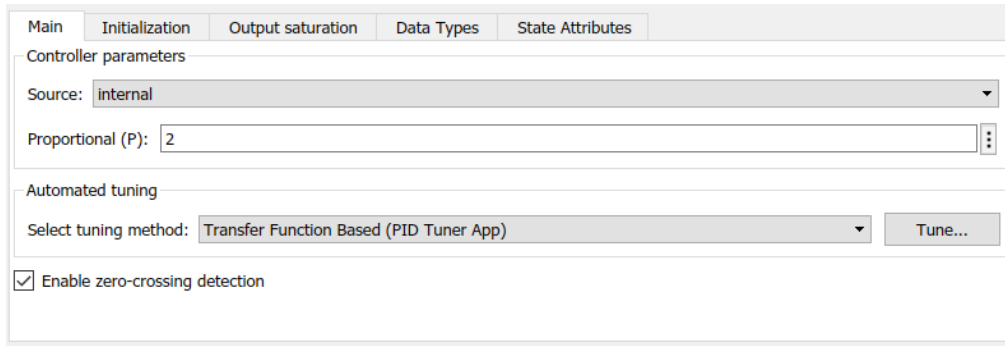 Main Initialization Output saturation Data Types State Attributes
Controller parameters
Source: internal
Proportional (P): 2
Automated tuning
Select tuning method: Transfer Function Based (PID Tuner App) Tune...
Enable zero-crossing detection